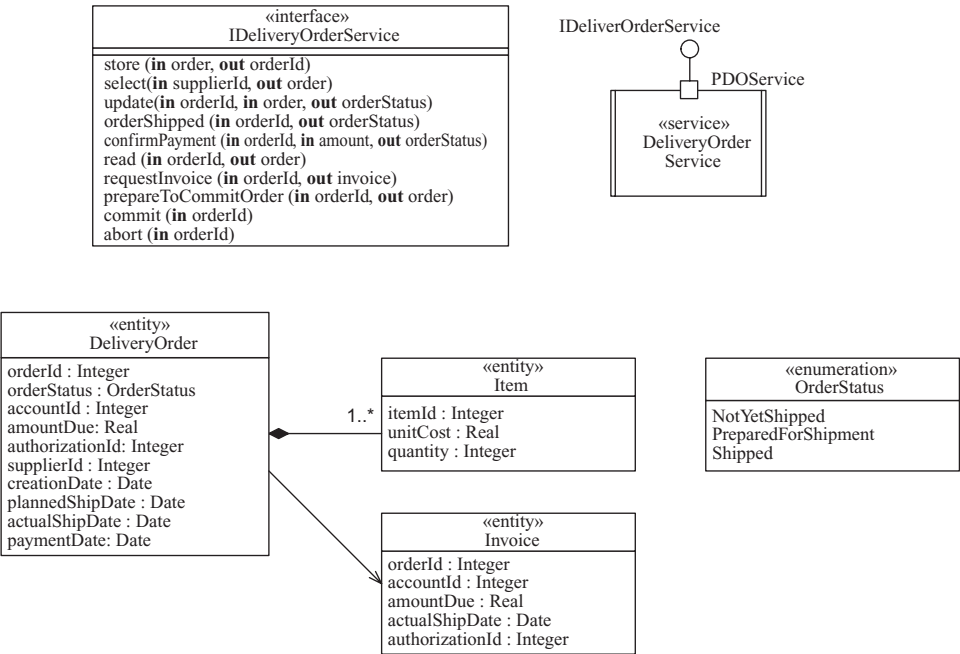 «interface»
IDeliveryOrderService
store (in order, out orderId)
select(in supplierId, out order)
update(in orderId, in order, out orderStatus)
orderShipped (in orderId, out orderStatus)
confirmPayment (in orderId, in amount, out orderStatus)
read (in orderId, out order)
requestInvoice (in orderId, out invoice)
prepareToCommitOrder (in orderId, out order)
commit (in orderId)
abort (in orderId)
IDeliverOrderService
PDOService
«service»
DeliveryOrder
Service
«entity»
DeliveryOrder
orderId : Integer
orderStatus : OrderStatus
accountId : Integer
amountDue: Real
authorizationId: Integer
supplierId : Integer
creationDate : Date
plannedShipDate : Date
actualShipDate : Date
paymentDate: Date
1..*
«entity»
Item
itemId : Integer
unitCost : Real
quantity : Integer
«enumeration»
OrderStatus
NotYetShipped
PreparedForShipment
Shipped
«entity»
Invoice
orderId : Integer
accountId : Integer
amountDue : Real
actualShipDate : Date
authorizationId : Integer